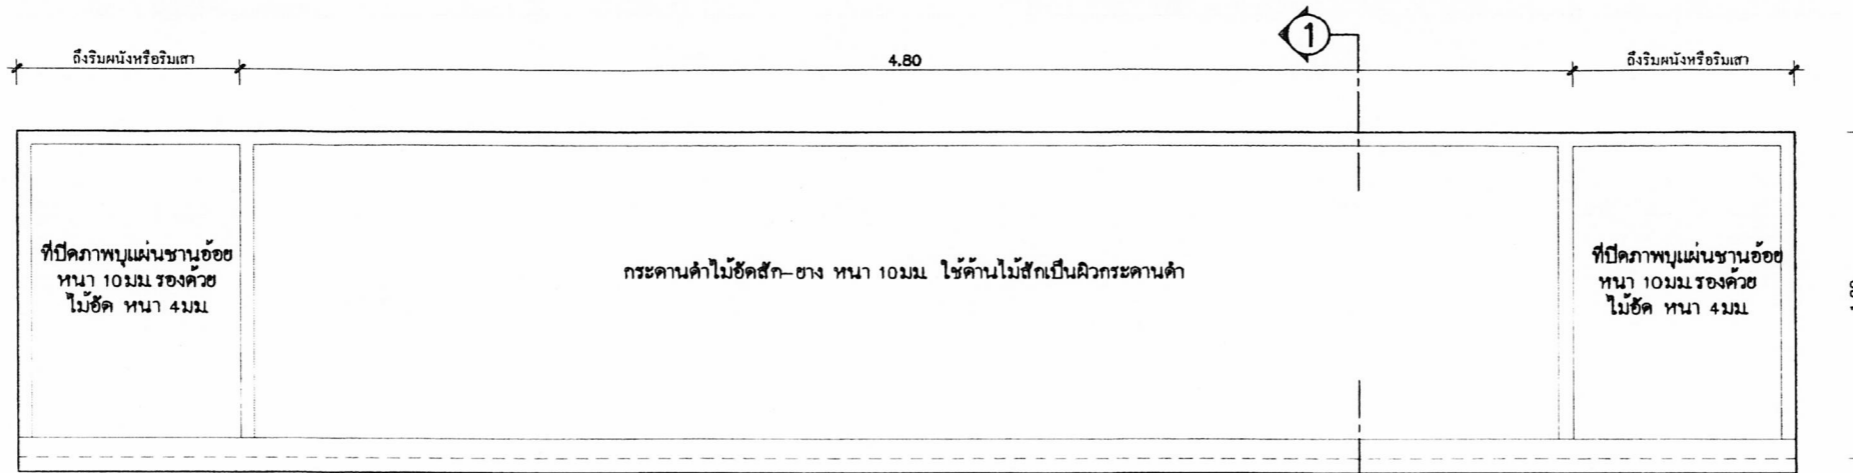 1
ถึงริมผนังหรือริมเสา
4.80
ถึงริมผนังหรือริมเสา
ที่ปิดภาพบุแผ่นชานอ้อย
หนา 10มม. รองด้วย
ไม้อัด หนา 4มม.
กระดานดำไม้อัดสัก-ยาง หนา 10มม. ใช้ด้านไม้สักเป็นผิวกระดานดำ
ที่ปิดภาพบุแผ่นชานอ้อย
หนา 10มม. รองด้วย
ไม้อัด หนา 4มม.